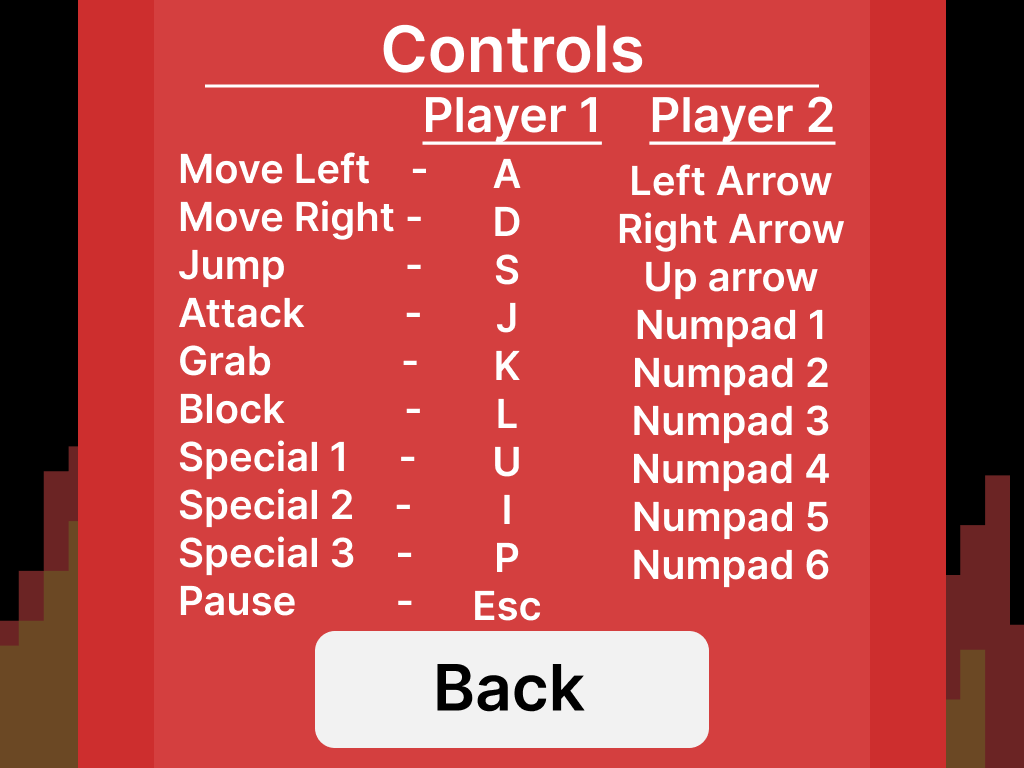 Controls
Player 1 Player 2
Move Left - A Left Arrow
Move Right - D Right Arrow
Jump - S Up arrow
Attack - J Numpad 1
Grab - K Numpad 2
Block - L Numpad 3
Special 1 - U Numpad 4
Special 2 - I Numpad 5
Special 3 - P Numpad 6
Pause - Esc
Back